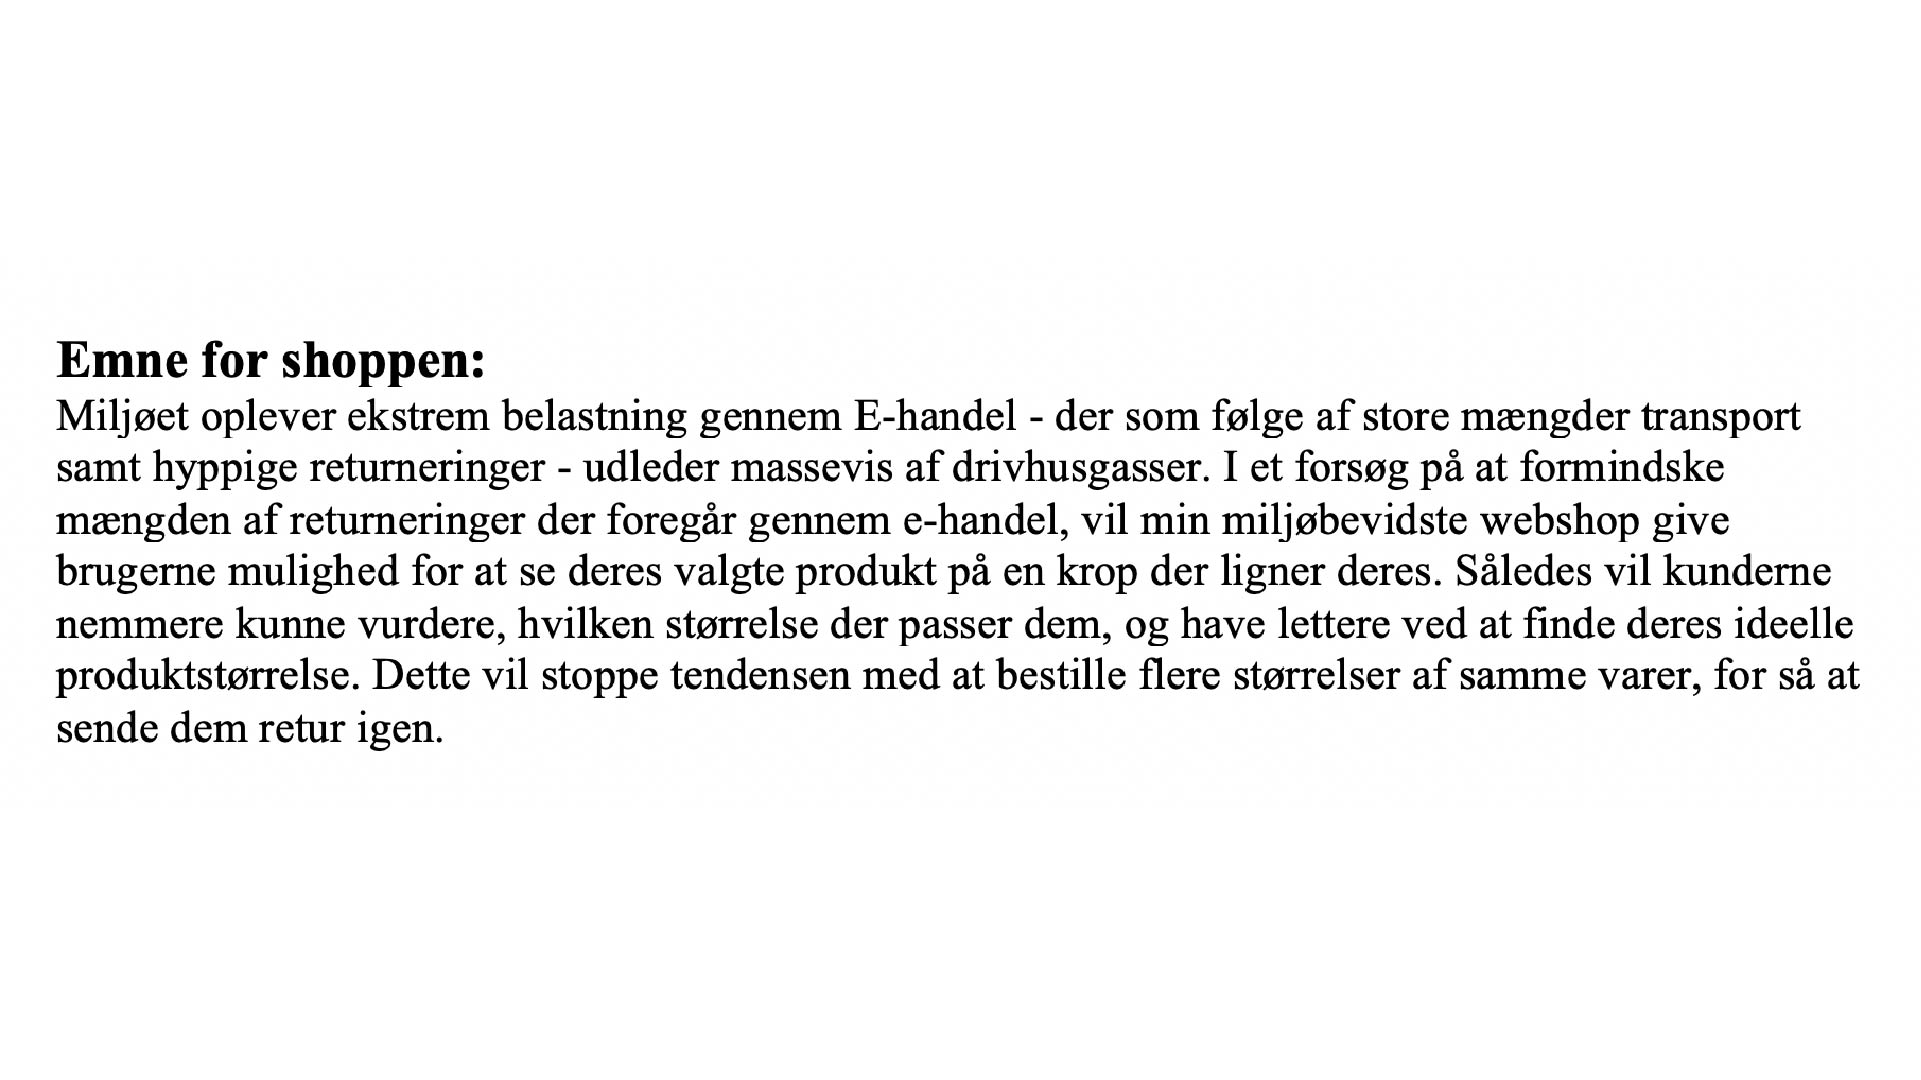 Emne for shoppen:
Miljøet oplever ekstrem belastning gennem E-handel - der som følge af store mængder transport
samt hyppige returneringer - udleder massevis af drivhusgasser. I et forsøg på at formindske
mængden af returneringer der foregår gennem e-handel, vil min miljøbevidste webshop give
brugerne mulighed for at se deres valgte produkt på en krop der ligner deres. Således vil kunderne
nemmere kunne vurdere, hvilken størrelse der passer dem, og have lettere ved at finde deres ideelle
produktstørrelse. Dette vil stoppe tendensen med at bestille flere størrelser af samme varer, for så at
sende dem retur igen.